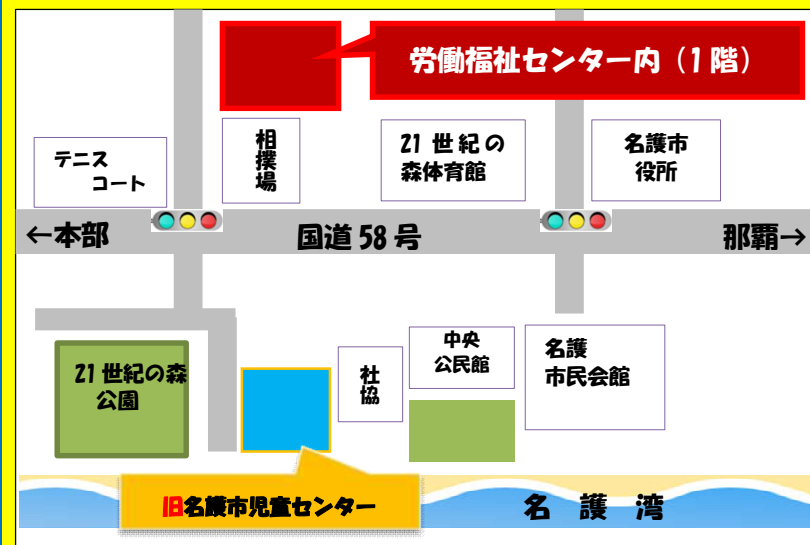 労働福祉センター内（1階）
テニス
コート
相撲場
21世紀の
森体育館
名護市
役所
←本部
国道58号
那覇→
21世紀の森
公園
社協
中央
公民館
名護
市民会館
旧名護市児童センター
名護湾